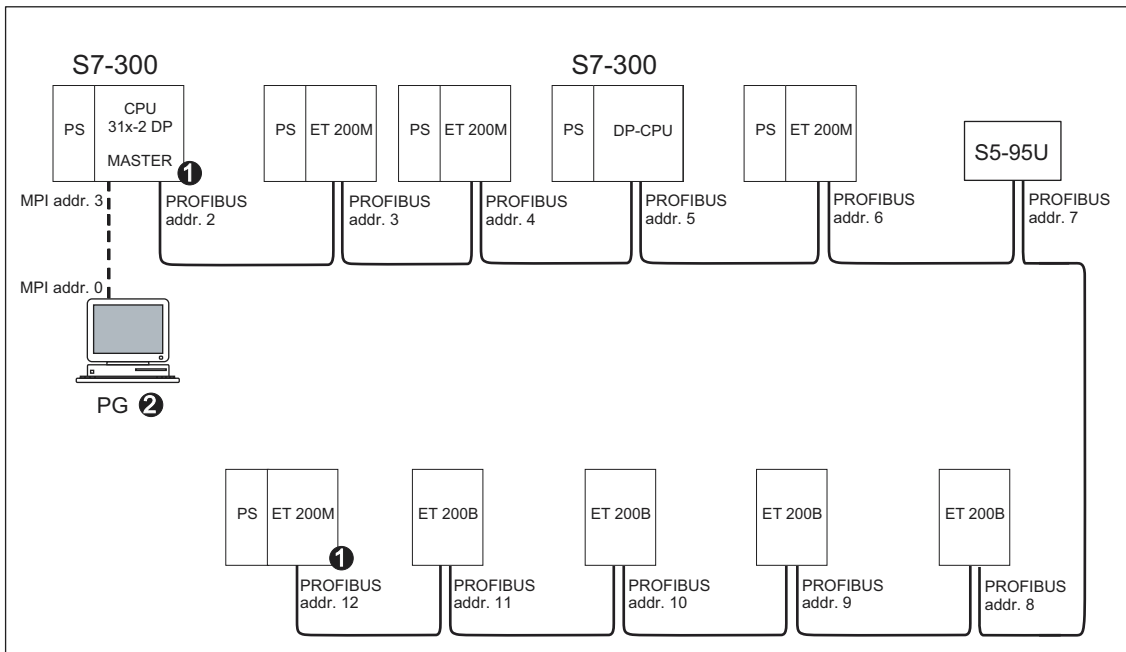 S7-300
S7-300
PS
CPU
31x-2 DP
MASTER
❶
PS
ET 200M
PS
ET 200M
PS
DP-CPU
PS
ET 200M
S5-95U
MPI addr. 3
PROFIBUS
addr. 2
PROFIBUS
addr. 3
PROFIBUS
addr. 4
PROFIBUS
addr. 5
PROFIBUS
addr. 6
PROFIBUS
addr. 7
MPI addr. 0
PG ❷
PS
ET 200M
❶
ET 200B
ET 200B
ET 200B
ET 200B
PROFIBUS
addr. 12
PROFIBUS
addr. 11
PROFIBUS
addr. 10
PROFIBUS
addr. 9
PROFIBUS
addr. 8